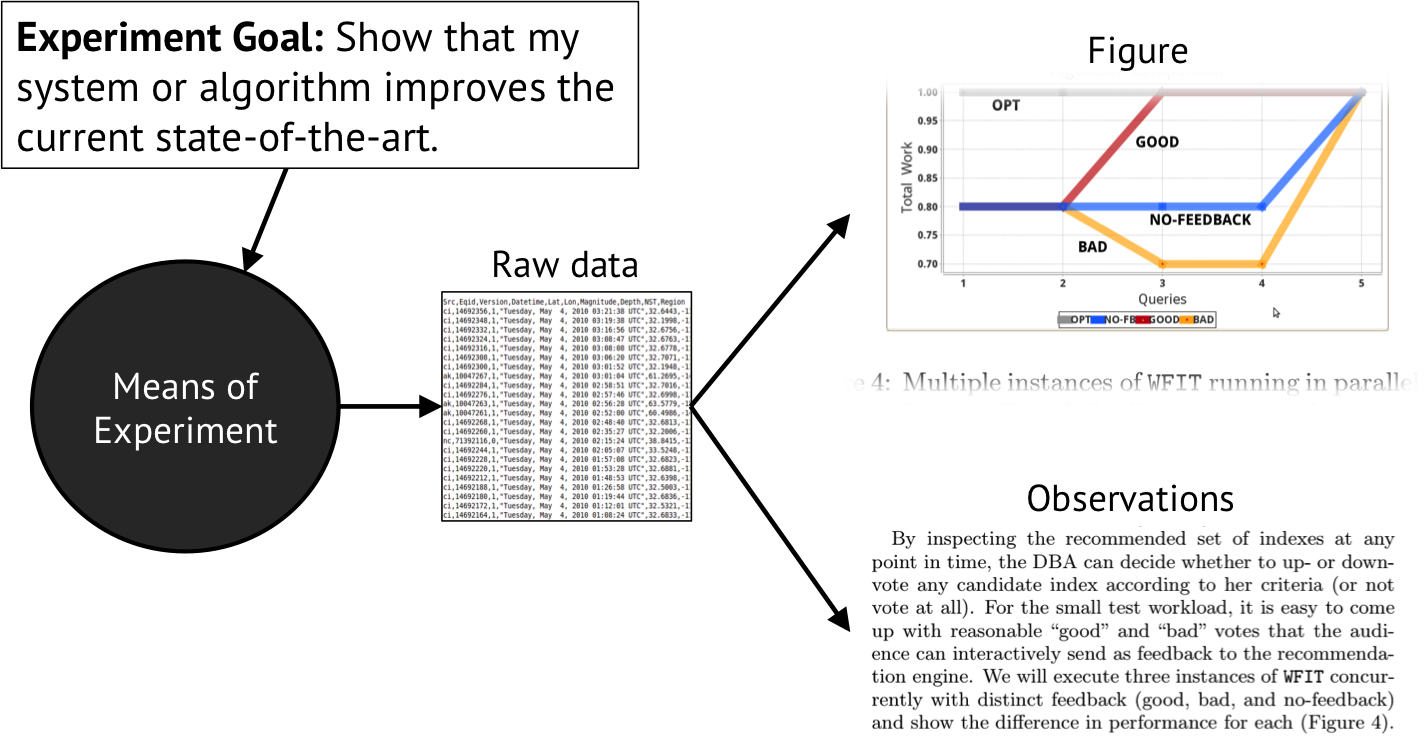 Experiment Goal: Show that my
system or algorithm improves the
current state-of-the-art.
Means of
Experiment
Raw data
Src,Eqid,Version,Datetime,Lat,Lon,Magnitude,Depth,NST,Region
ci,14692356,1,"Tuesday, May 4, 2010 03:21:38 UTC",32.6443,-1
ci,14692348,1,"Tuesday, May 4, 2010 03:19:38 UTC",32.1998,-1
ci,14692332,1,"Tuesday, May 4, 2010 03:16:56 UTC",32.6756,-1
ci,14692324,1,"Tuesday, May 4, 2010 03:08:47 UTC",32.6763,-1
ci,14692316,1,"Tuesday, May 4, 2010 03:08:08 UTC",32.6778,-1
ci,14692308,1,"Tuesday, May 4, 2010 03:06:20 UTC",32.7071,-1
ci,14692300,1,"Tuesday, May 4, 2010 03:01:52 UTC",32.1948,-1
ak,10047267,1,"Tuesday, May 4, 2010 03:01:04 UTC",61.2695,-1
ci,14692284,1,"Tuesday, May 4, 2010 02:58:51 UTC",32.7016,-1
ci,14692276,1,"Tuesday, May 4, 2010 02:57:46 UTC",32.6998,-1
ak,10047263,1,"Tuesday, May 4, 2010 02:56:28 UTC",63.5779,-1
ak,10047261,1,"Tuesday, May 4, 2010 02:52:00 UTC",60.4986,-1
ci,14692268,1,"Tuesday, May 4, 2010 02:48:40 UTC",32.6813,-1
ci,14692260,1,"Tuesday, May 4, 2010 02:35:27 UTC",32.2006,-1
nc,71392116,0,"Tuesday, May 4, 2010 02:15:24 UTC",38.8415,-1
ci,14692244,1,"Tuesday, May 4, 2010 02:05:07 UTC",33.5248,-1
ci,14692228,1,"Tuesday, May 4, 2010 01:57:08 UTC",32.6823,-1
ci,14692220,1,"Tuesday, May 4, 2010 01:53:28 UTC",32.6881,-1
ci,14692212,1,"Tuesday, May 4, 2010 01:48:53 UTC",32.6398,-1
ci,14692188,1,"Tuesday, May 4, 2010 01:26:58 UTC",32.5003,-1
ci,14692180,1,"Tuesday, May 4, 2010 01:19:44 UTC",32.6836,-1
ci,14692172,1,"Tuesday, May 4, 2010 01:12:01 UTC",32.5321,-1
ci,14692164,1,"Tuesday, May 4, 2010 01:08:24 UTC",32.6833,-1
Figure
1.00
0.95
0.90
0.85
0.80
0.75
0.70
Total Work
OPT
GOOD
NO-FEEDBACK
BAD
1 2 3 4 5
Queries
OPT NO-FB GOOD BAD
e 4: Multiple instances of WFIT running in parallel
Observations
By inspecting the recommended set of indexes at any
point in time, the DBA can decide whether to up- or down-
vote any candidate index according to her criteria (or not
vote at all). For the small test workload, it is easy to come
up with reasonable “good” and “bad” votes that the audi-
ence can interactively send as feedback to the recommenda-
tion engine. We will execute three instances of WFIT concur-
rently with distinct feedback (good, bad, and no-feedback)
and show the difference in performance for each (Figure 4).